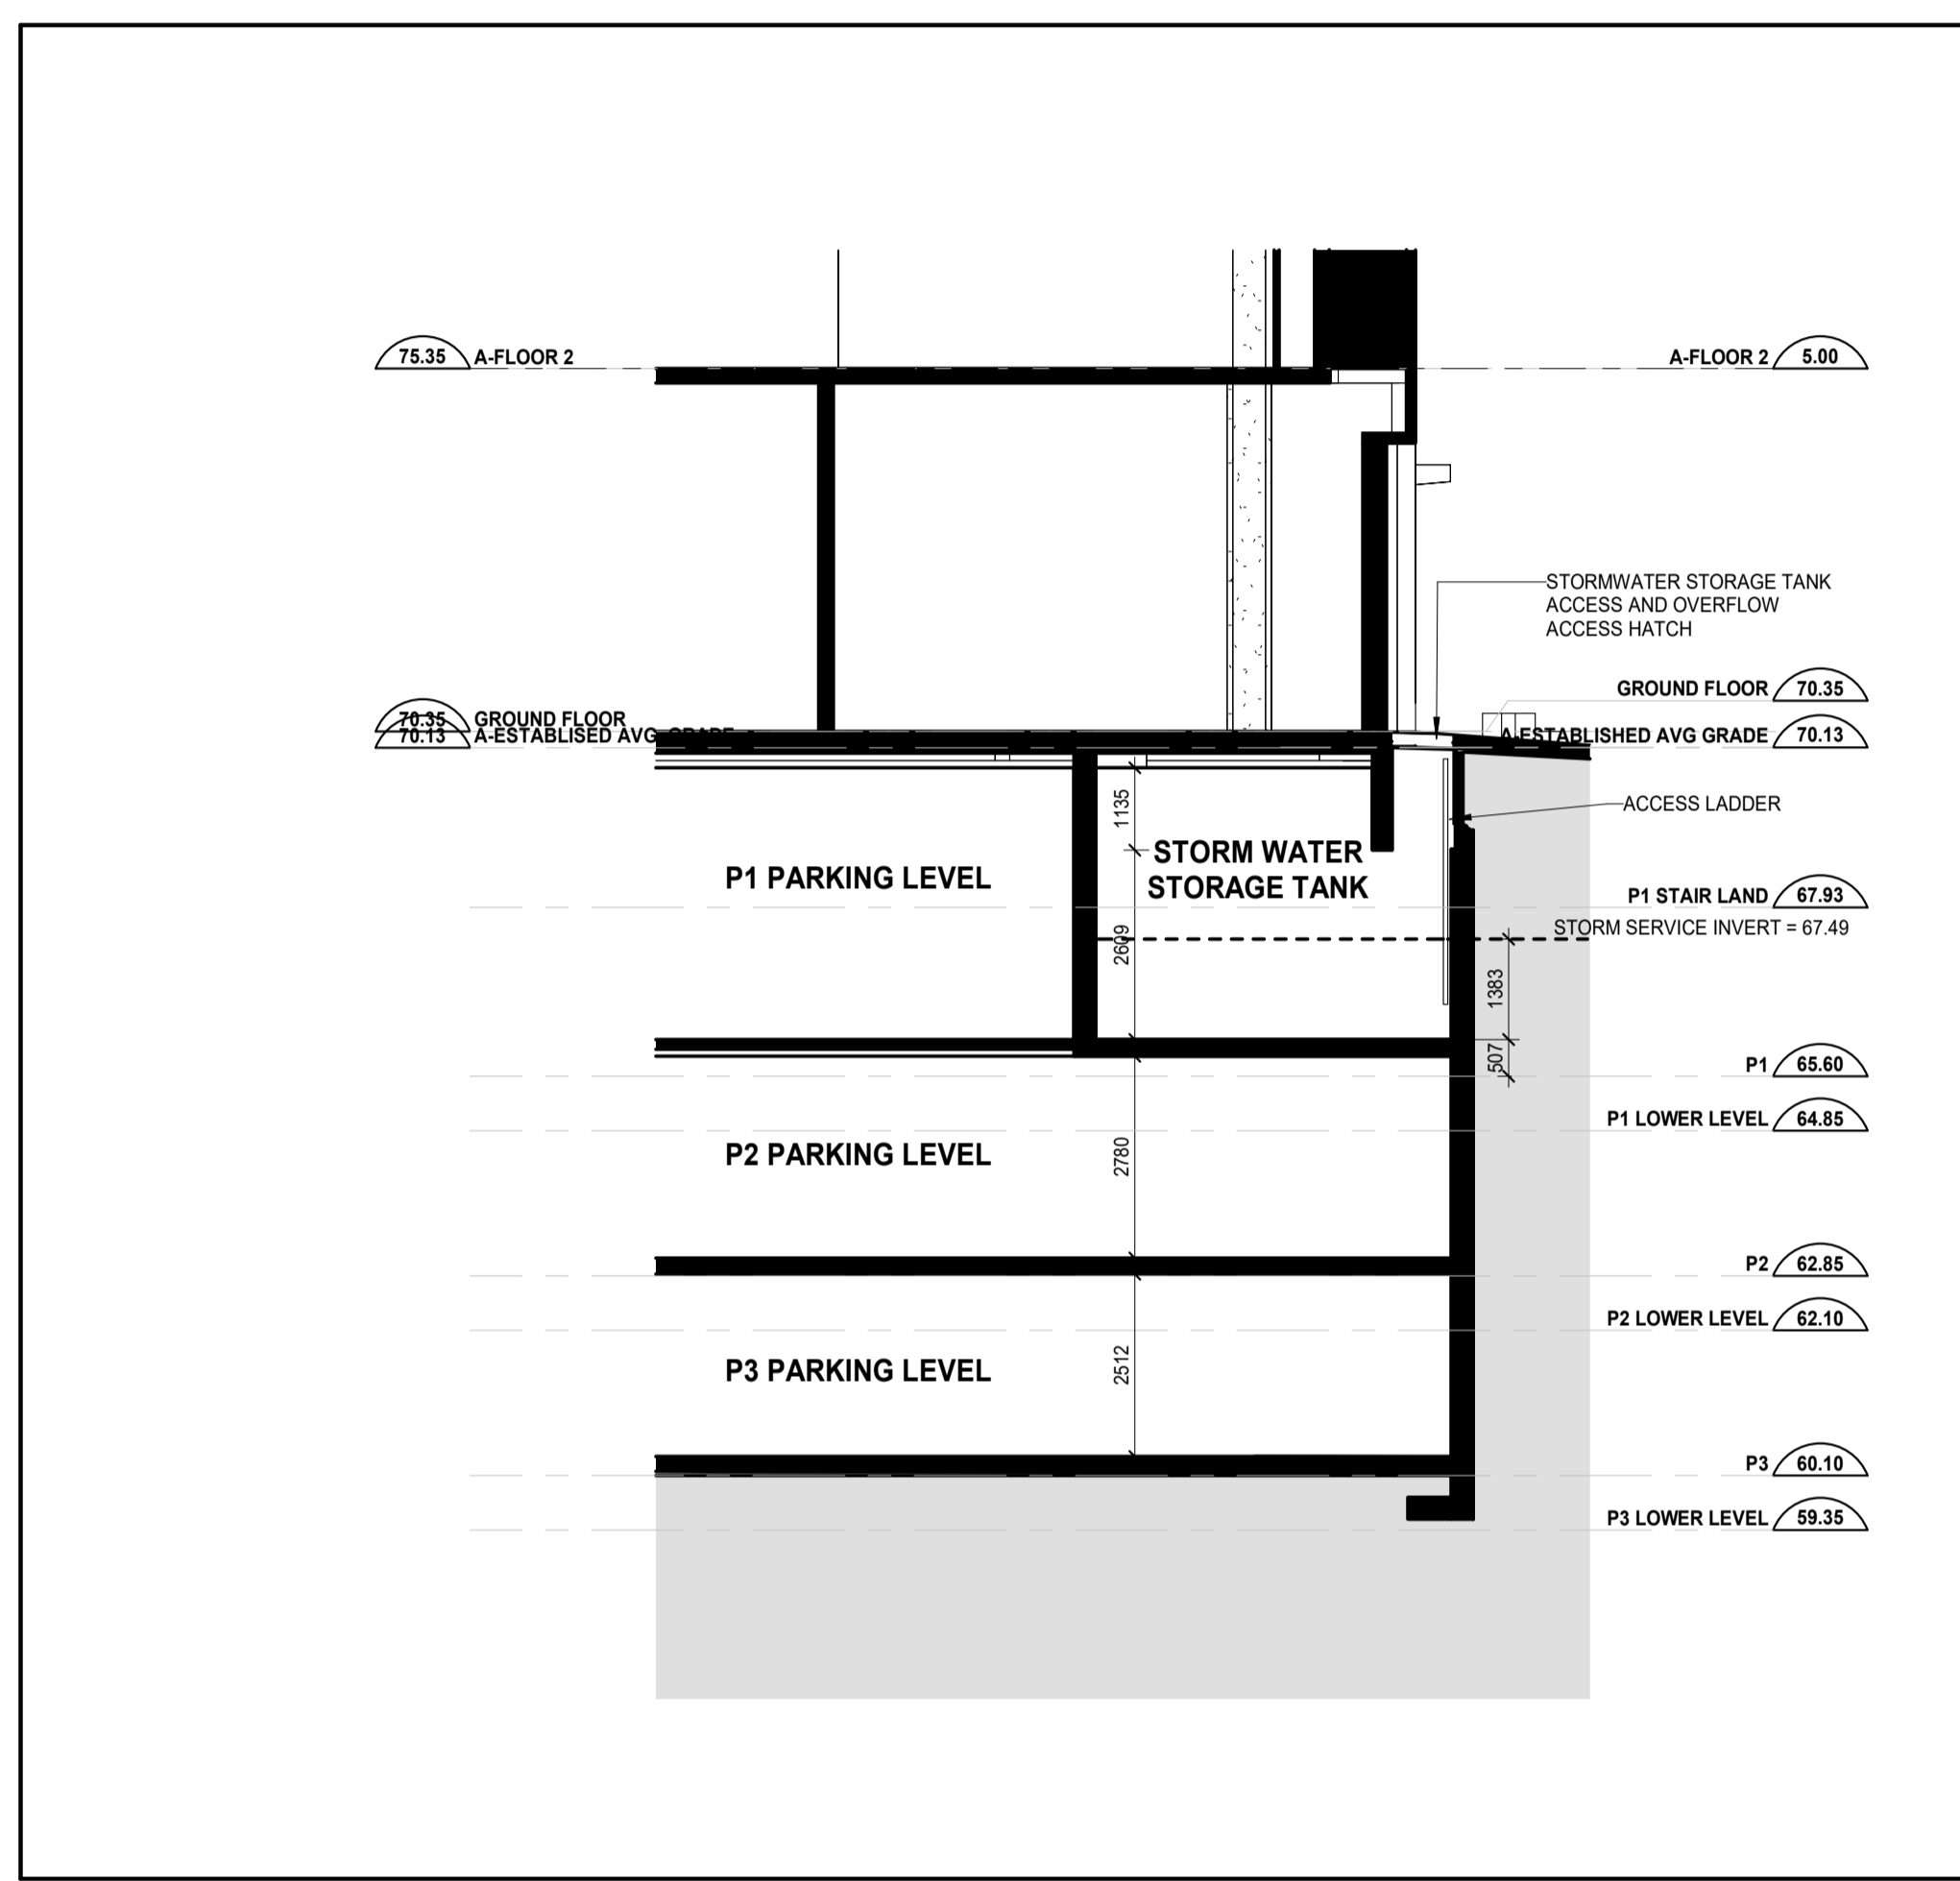 75.35 A-FLOOR 2
A-FLOOR 2 5.00
STORMWATER STORAGE TANK
ACCESS AND OVERFLOW
ACCESS HATCH
GROUND FLOOR 70.35
70.35 GROUND FLOOR
70.13 A-ESTABLISED AVG GRADE
A-ESTABLISHED AVG GRADE 70.13
1135
ACCESS LADDER
STORM WATER
STORAGE TANK
P1 PARKING LEVEL
P1 STAIR LAND 67.93
STORM SERVICE INVERT = 67.49
2609
1383
507
P1 65.60
P1 LOWER LEVEL 64.85
P2 PARKING LEVEL
2780
P2 62.85
P2 LOWER LEVEL 62.10
P3 PARKING LEVEL
2512
P3 60.10
P3 LOWER LEVEL 59.35